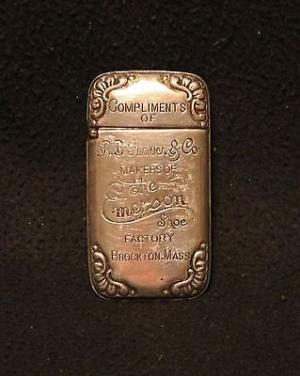 COMPLIMENTS
OF
R. B. Grover & Co
MAKERS OF
The
Emerson
Shoe
FACTORY
BROCKTON, MASS.